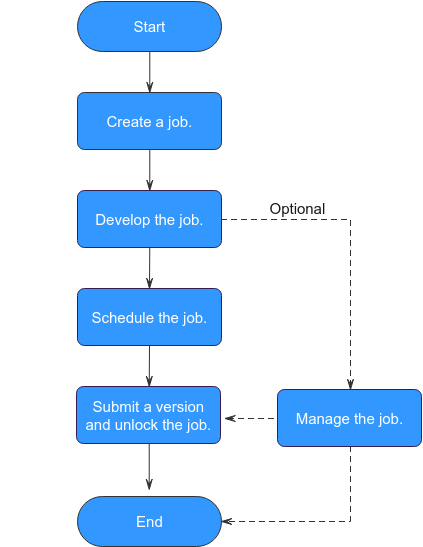 Start
Create a job.
Develop the job.
Optional
Schedule the job.
Submit a version
and unlock the job.
Manage the job.
End